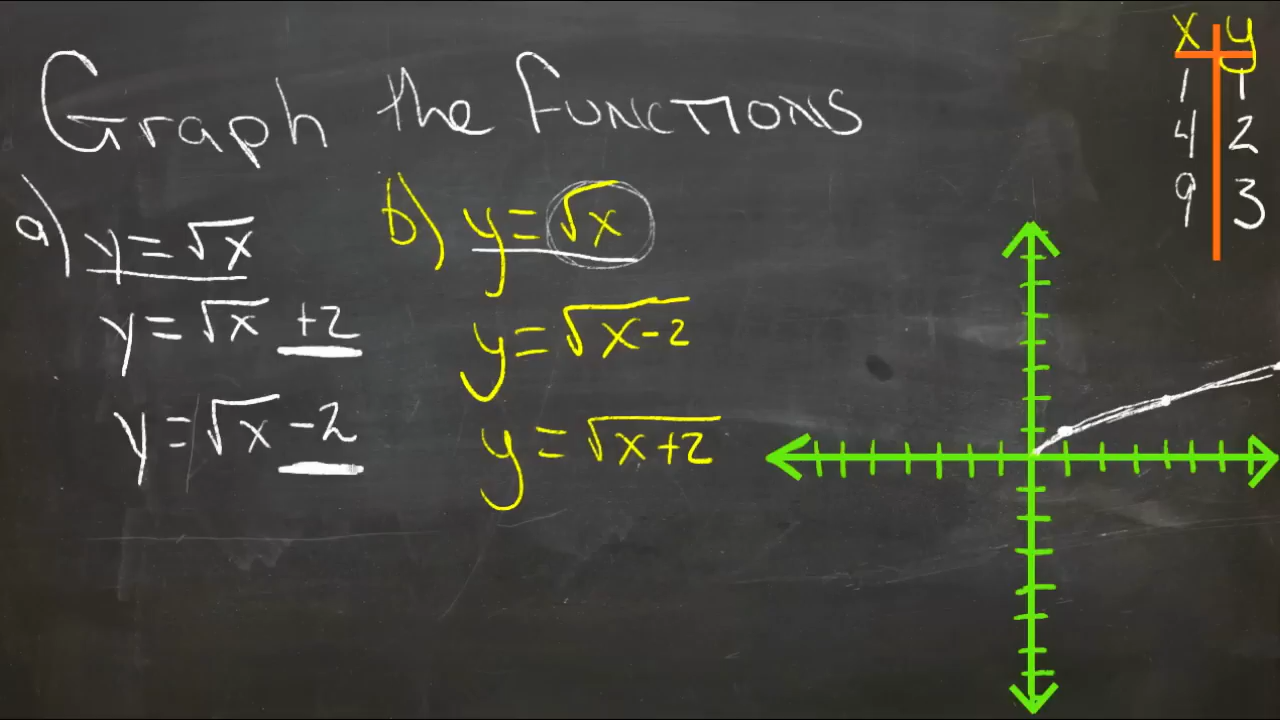 Graph the FUNCTIONS
a) y = √x
y = √x +2
y = √x -2
b) y = √x
y = √x-2
y = √x+2
x y
1 1
4 2
9 3